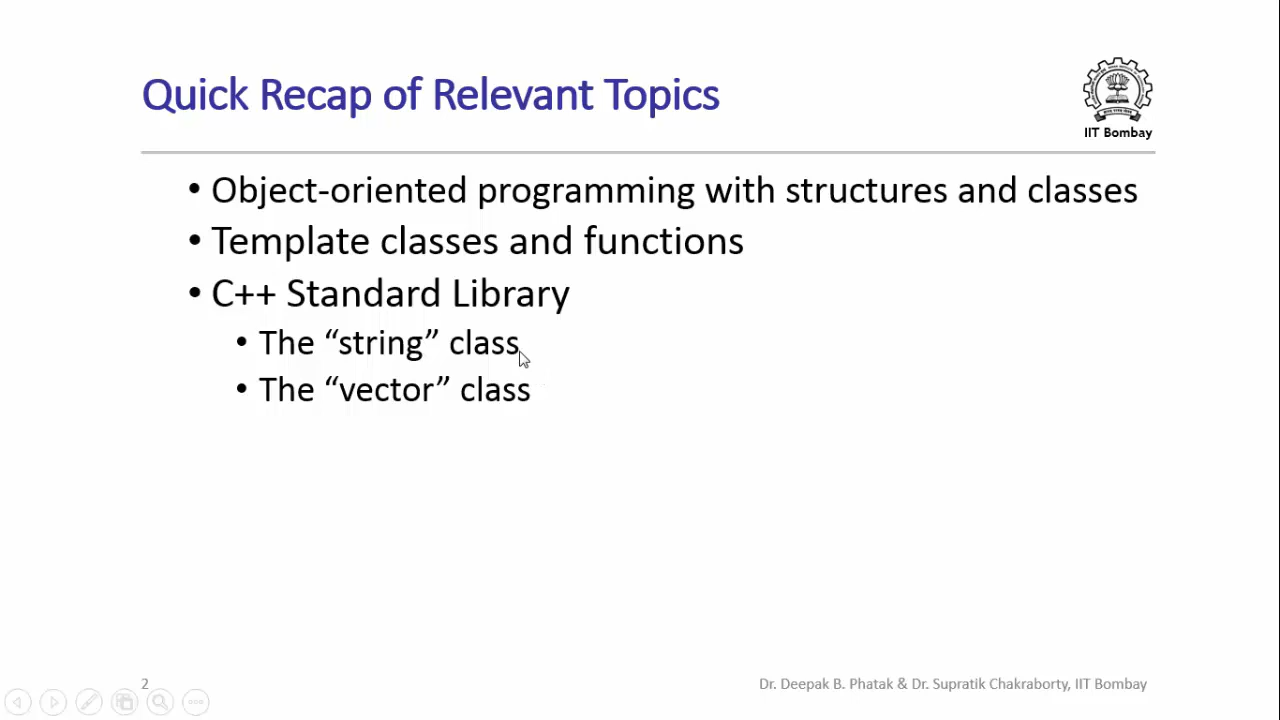 Quick Recap of Relevant Topics
IIT Bombay
• Object-oriented programming with structures and classes
• Template classes and functions
• C++ Standard Library
• The “string” class
• The “vector” class
2
Dr. Deepak B. Phatak & Dr. Supratik Chakraborty, IIT Bombay